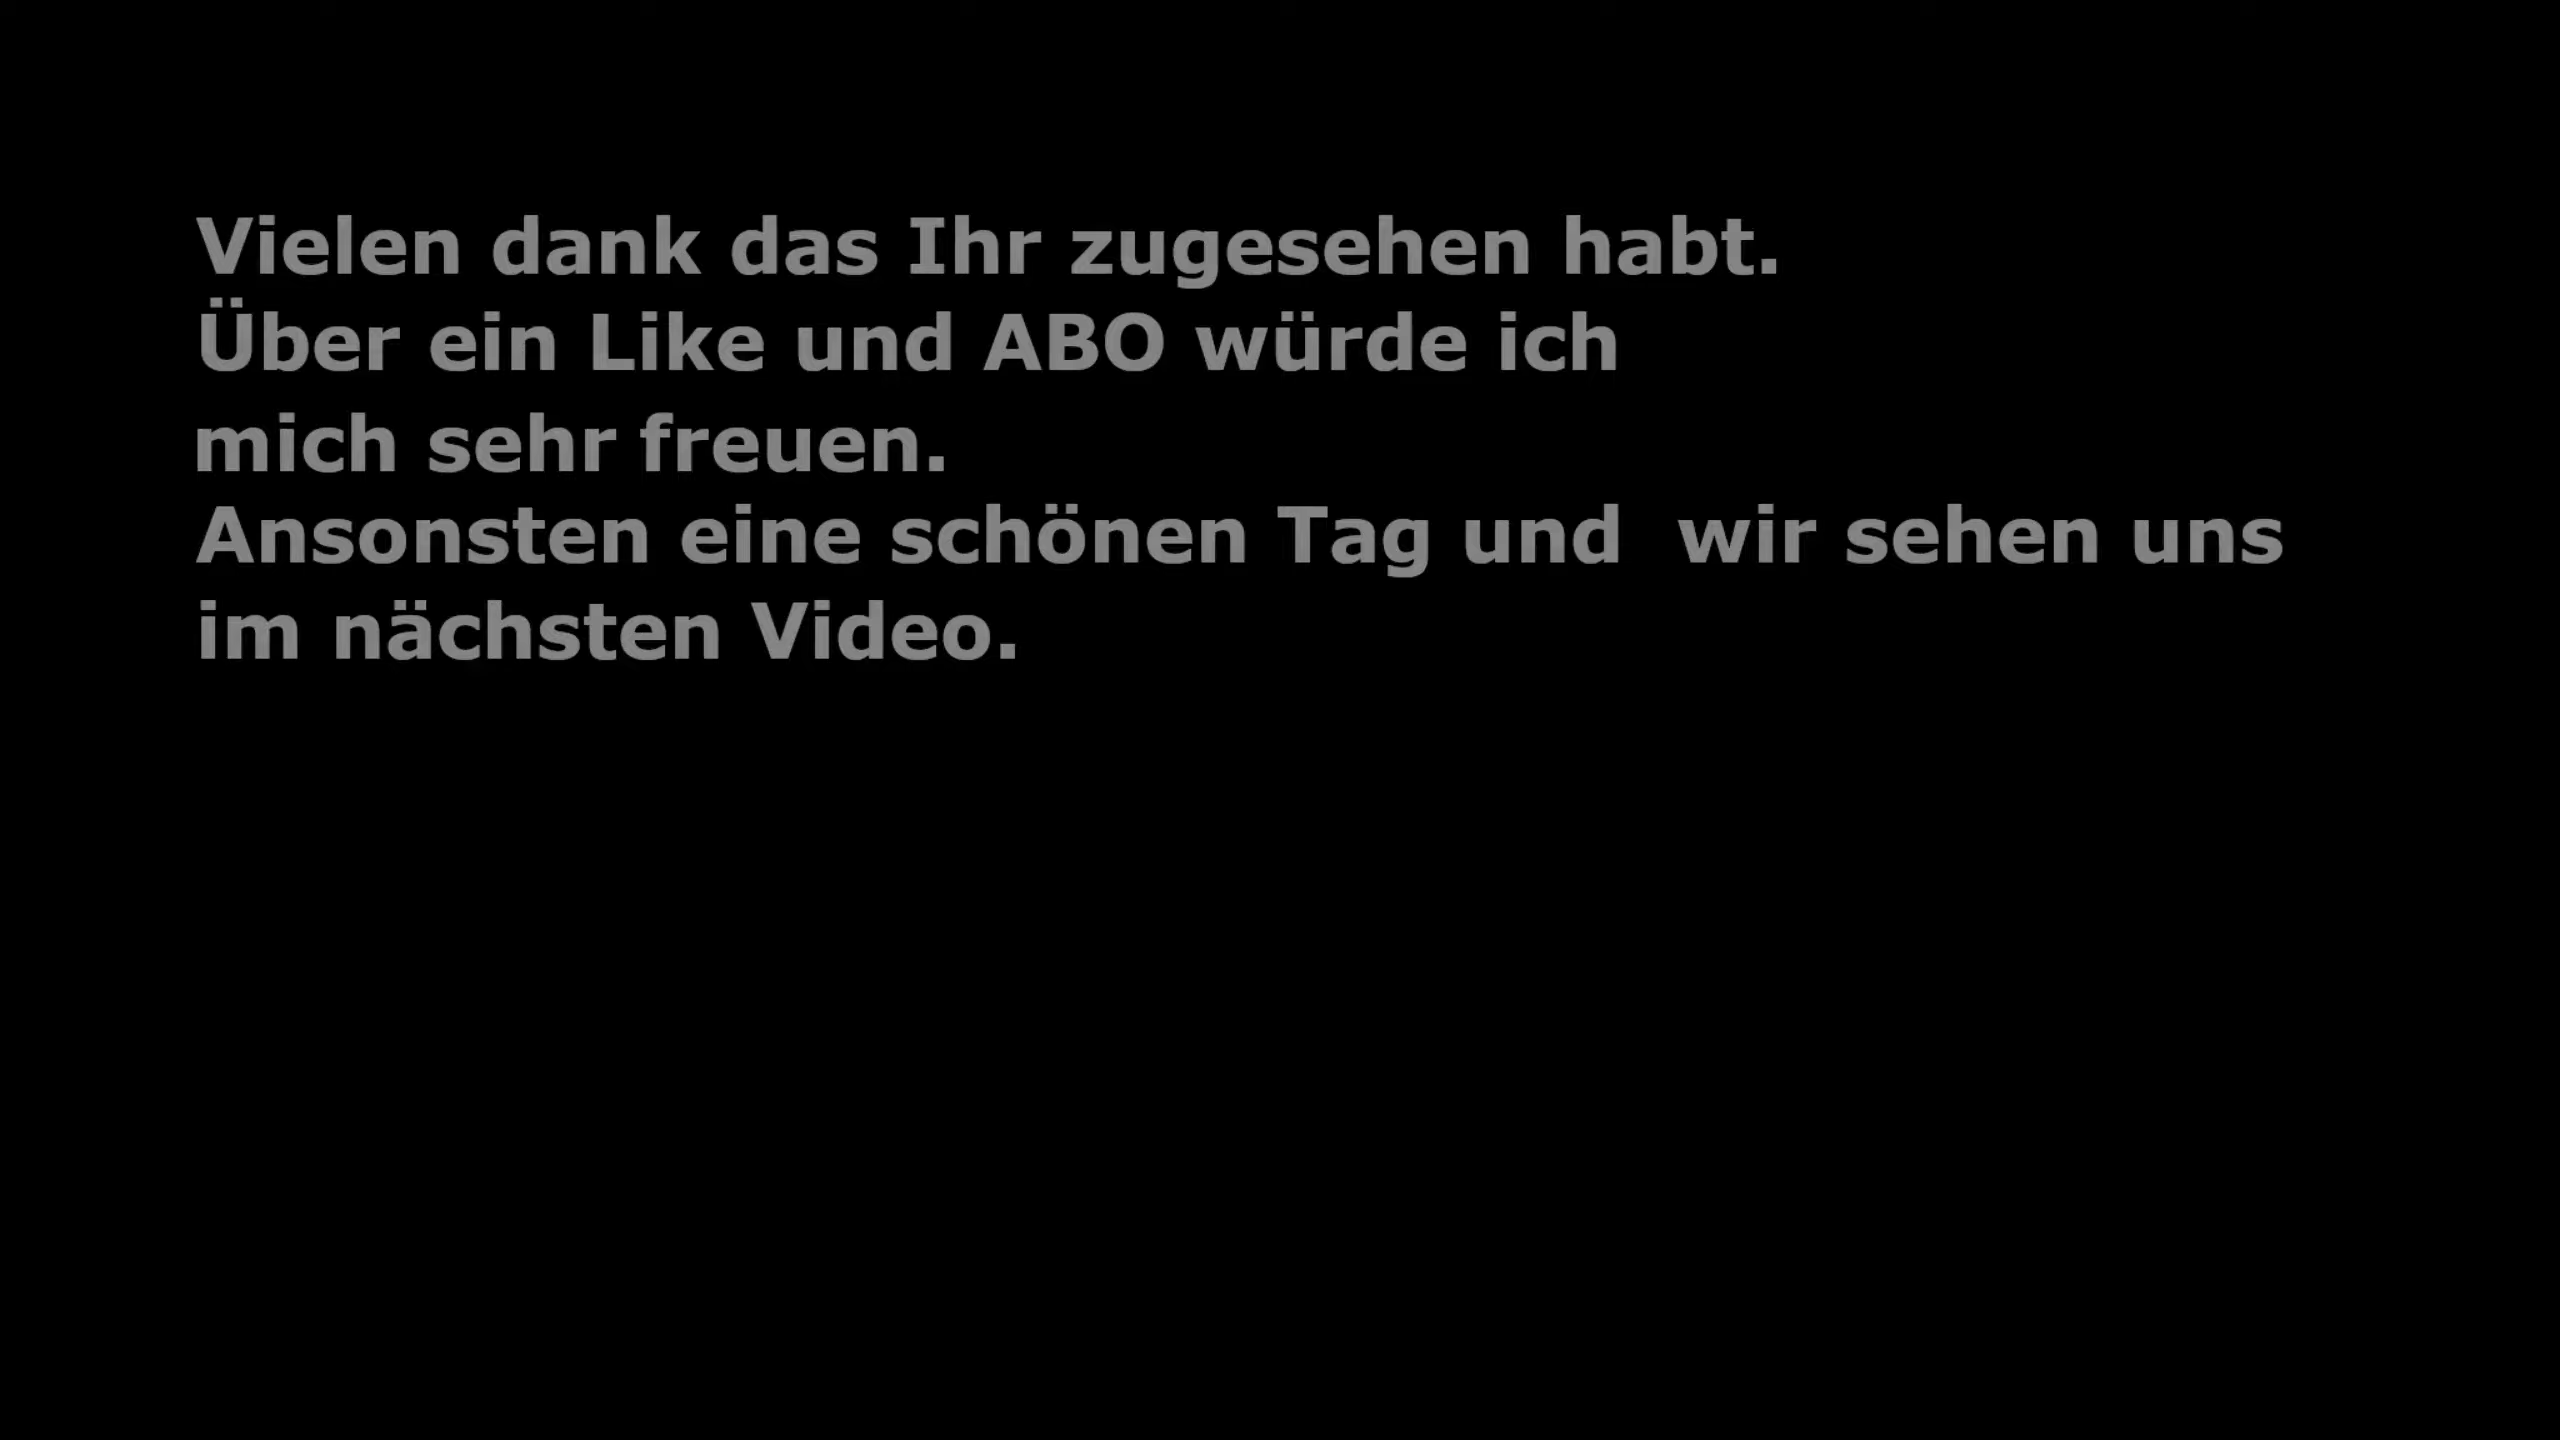 Vielen dank das Ihr zugesehen habt.
Über ein Like und ABO würde ich
mich sehr freuen.
Ansonsten eine schönen Tag und  wir sehen uns
im nächsten Video.